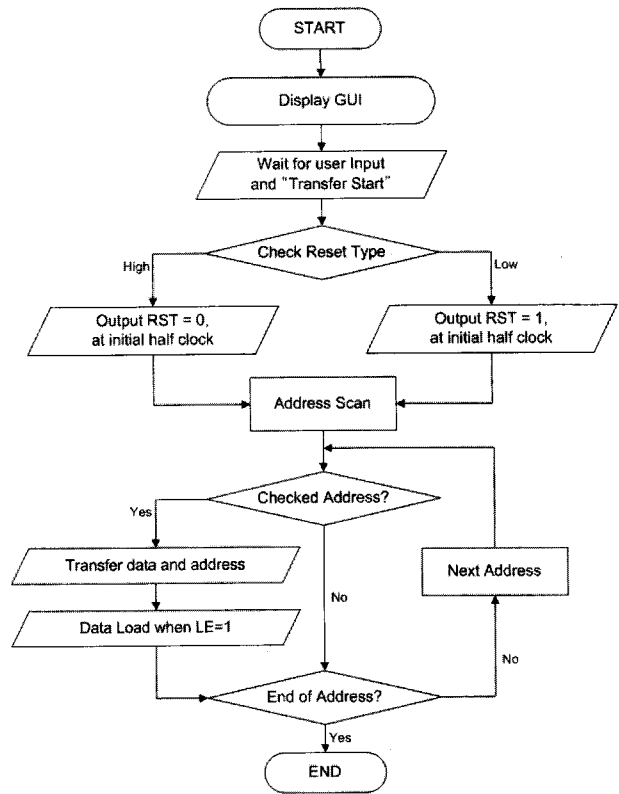 START
Display GUI
Wait for user Input
and "Transfer Start"
Check Reset Type
High
Low
Output RST = 0,
at initial half clock
Output RST = 1,
at initial half clock
Address Scan
Checked Address?
Yes
Transfer data and address
Next Address
No
Data Load when LE=1
No
End of Address?
Yes
END